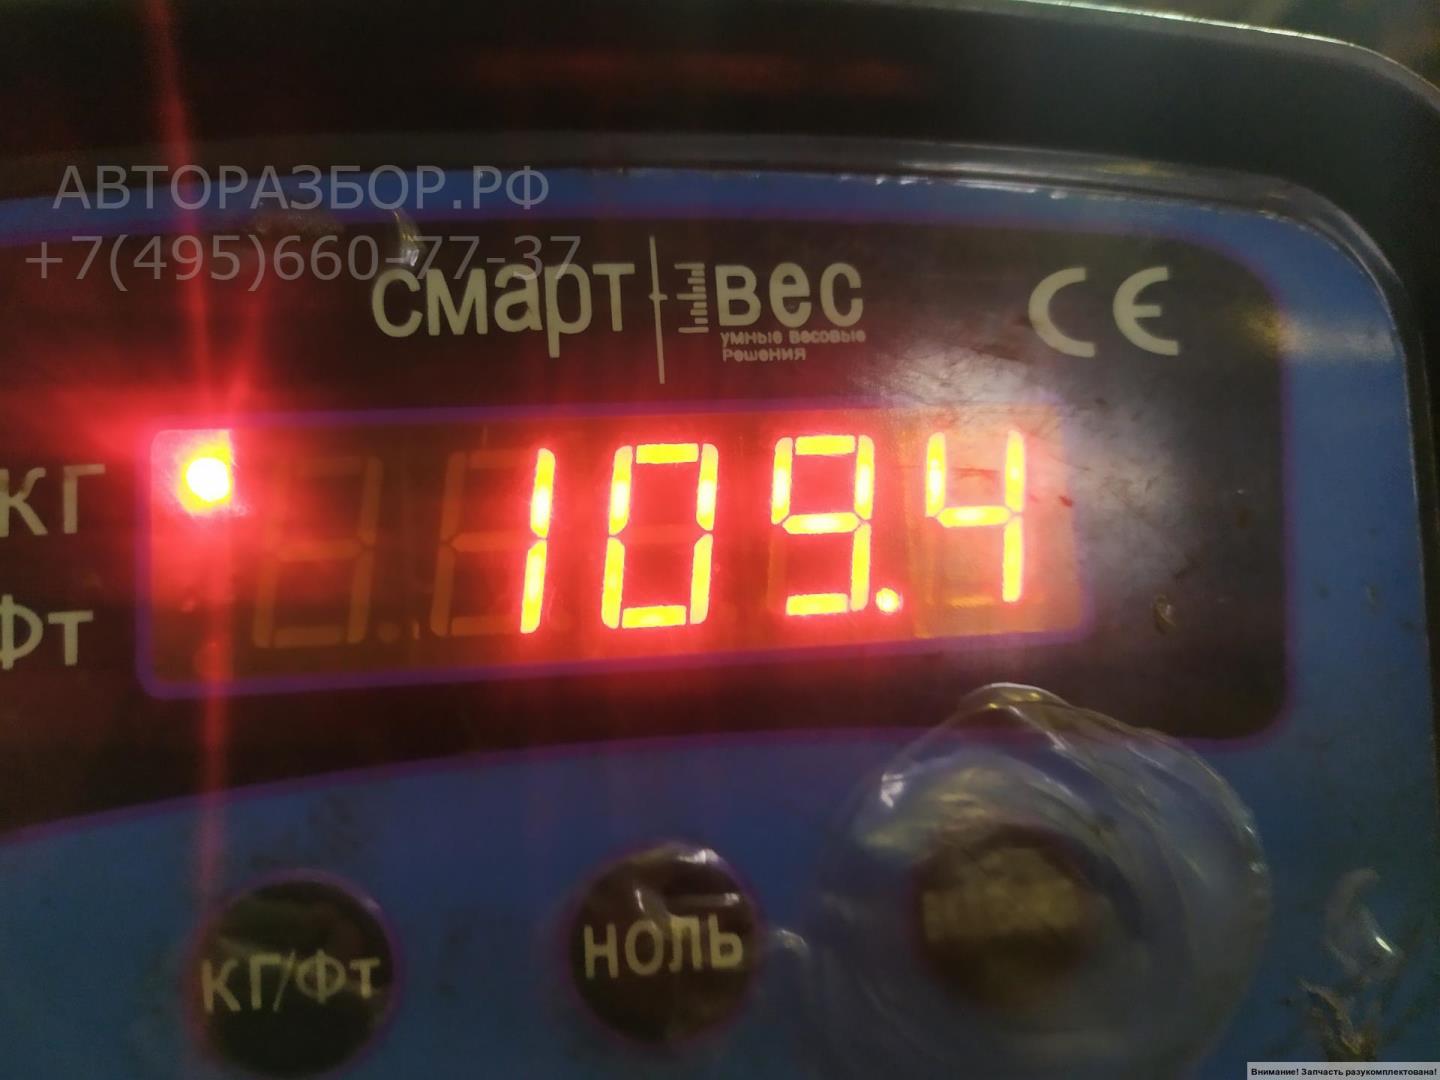 АВТОРАЗБОР.РФ
+7(495)660-77-37
смарт вес
умные весовые
Решения
CE
КГ
Фт
109.4
КГ/Фт
НОЛЬ
Внимание! Запчасть разукомплектована!